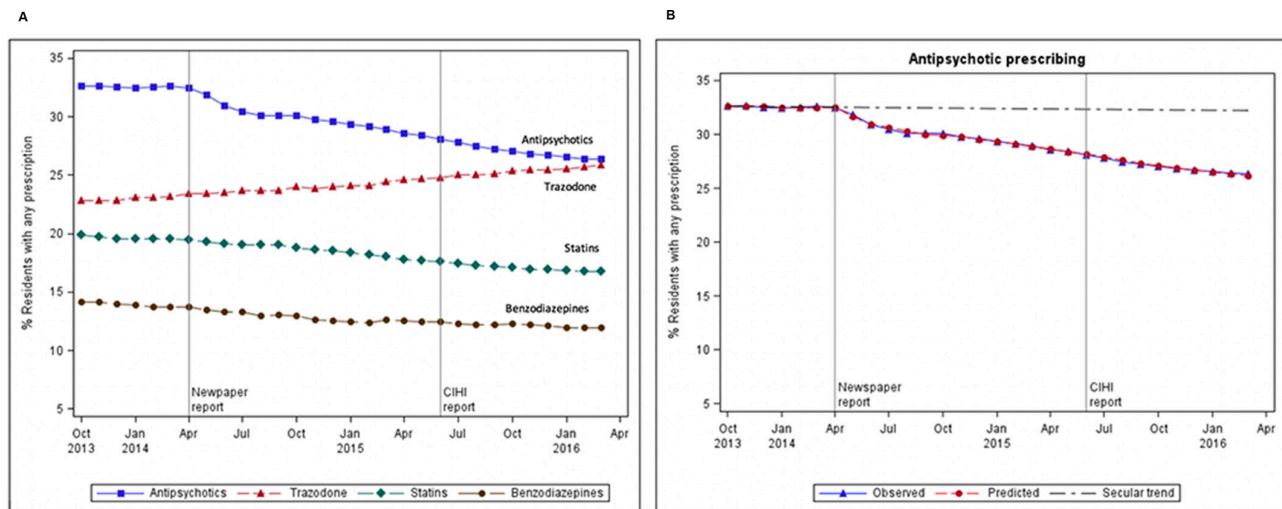 A
% Residents with any prescription
35
30
25
20
15
10
5
Antipsychotics
Trazodone
Statins
Benzodiazepines
Newspaper
report
CIHI
report
Oct Jan Apr Jul Oct Jan Apr Jul Oct Jan Apr
2013 2014 2015 2016
Antipsychotics Trazodone Statins Benzodiazepines
B
Antipsychotic prescribing
% Residents with any prescription
35
30
25
20
15
10
5
Newspaper
report
CIHI
report
Oct Jan Apr Jul Oct Jan Apr Jul Oct Jan Apr
2013 2014 2015 2016
Observed Predicted Secular trend